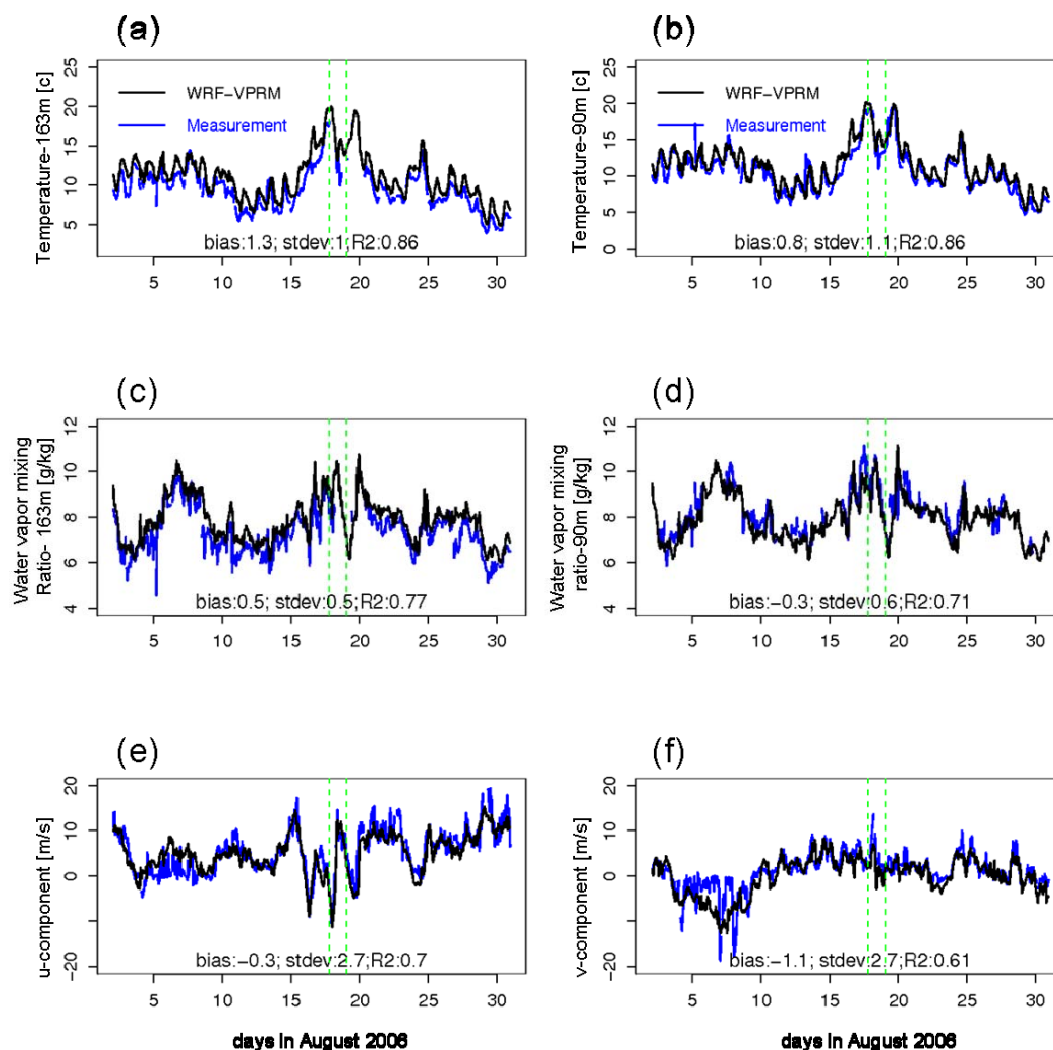 (a)
Temperature-163m [c]
25
20
15
10
5
WRF-VPRM
Measurement
bias:1.3; stdev:1;R2:0.86
5 10 15 20 25 30
(b)
Temperature-90m [c]
25
20
15
10
5
0
WRF-VPRM
Measurement
bias:0.8; stdev:1.1;R2:0.86
5 10 15 20 25 30
(c)
Water vapor mixing
Ratio- 163m [g/kg]
12
10
8
6
4
bias:0.5; stdev:0.5;R2:0.77
5 10 15 20 25 30
(d)
Water vapor mixing
ratio-90m [g/kg]
12
10
8
6
4
bias:-0.3; stdev:0.6;R2:0.71
5 10 15 20 25 30
(e)
u-component [m/s]
20
10
0
-20
bias:-0.3; stdev:2.7;R2:0.7
5 10 15 20 25 30
days in August 2006
(f)
v-component [m/s]
20
10
0
-20
bias:-1.1; stdev:2.7;R2:0.61
5 10 15 20 25 30
days in August 2006